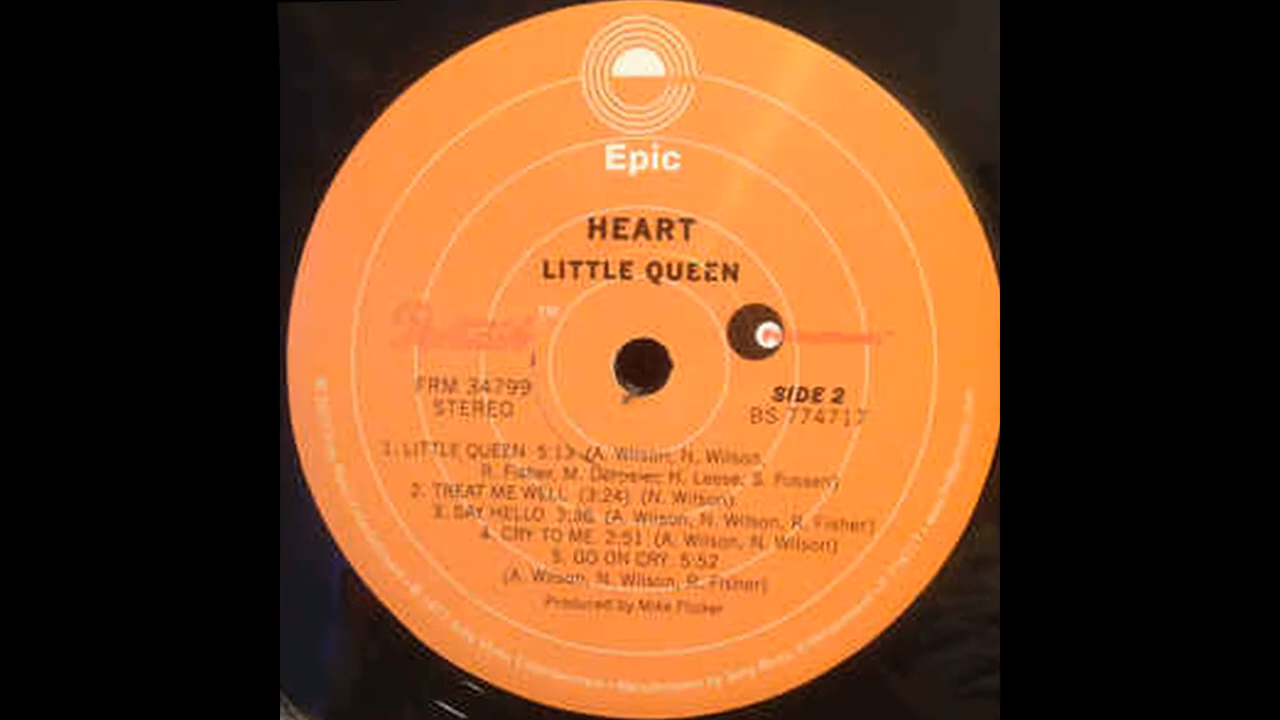 Epic
HEART
LITTLE QUEEN
TM
FRM 34799
STEREO
SIDE 2
BS 774717
1. LITTLE QUEEN 5:13 (A. Wilson, N. Wilson,
R. Fisher, M. Derosier, H. Leese, S. Fossen)
2. TREAT ME WELL (3:24) (N. Wilson)
3. SAY HELLO 3:36 (A. Wilson, N. Wilson, R. Fisher)
4. CRY TO ME 2:51 (A. Wilson, N. Wilson)
5. GO ON CRY 5:52
(A. Wilson, N. Wilson, R. Fisher)
Produced by Mike Flicker